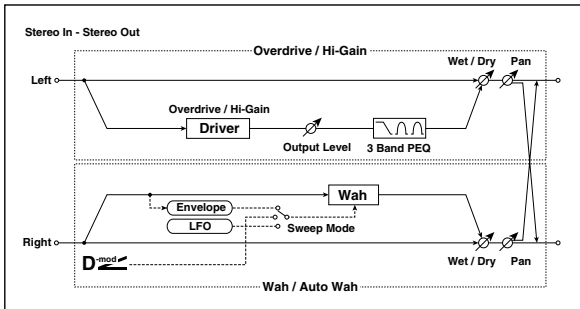 Stereo In - Stereo Out
Overdrive / Hi-Gain
Wet / Dry
Pan
Left
Overdrive / Hi-Gain
Driver
Output Level
3 Band PEQ
Wah
Envelope
LFO
Sweep Mode
Right
D-mod
Wet / Dry
Pan
Wah / Auto Wah